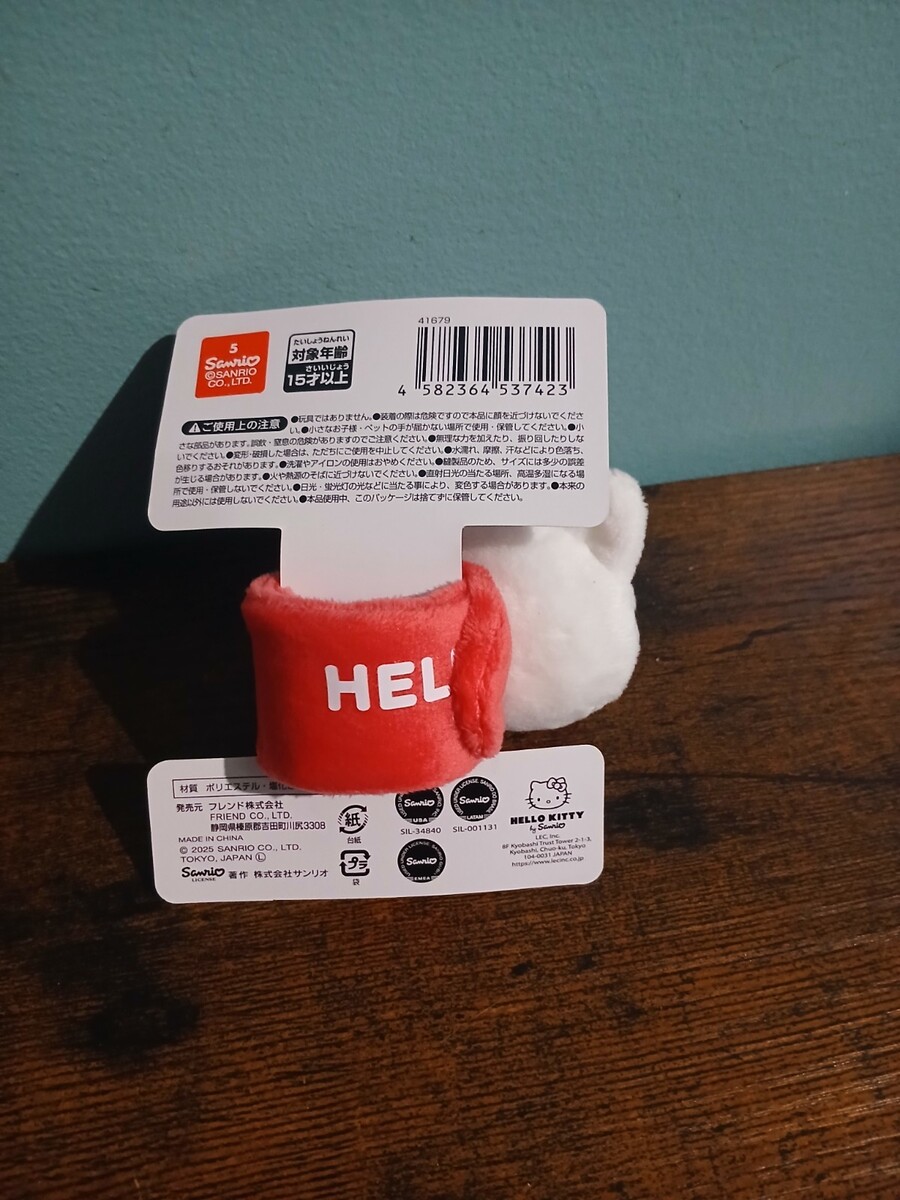 41679
5
Sanrio
©SANRIO
CO., LTD.
たいしょうねんれい
対象年齢
さいいじょう
15才以上
4 582364 537423
ご使用上の注意 ●玩具ではありません。●装着の際は危険ですので本品に顔を近づけないでくださ
い。●小さなお子様・ペットの手が届かない場所で使用・保管してください。●小
さな部品があります。誤飲・窒息の危険がありますのでご注意ください。●無理な力を加えたり、振り回したりしな
いでください。●変形・破損した場合は、ただちにご使用を中止してください。●水濡れ、摩擦、汗などにより色落ち、
色移りするおそれがあります。●洗濯やアイロンの使用はおやめください。●縫製品のため、サイズには多少の誤差
が生じる場合があります。●火や熱源のそばに近づけないでください。●直射日光の当たる場所、高温多湿になる場
所で使用・保管しないでください。●日光・蛍光灯の光などに当たる事により、変色する場合があります。●本来の
用途以外には使用しないでください。●本品使用中、このパッケージは捨てずに保管してください。
HEL
材質 ポリエステル・
発売元 フレンド株式会社
FRIEND CO., LTD.
静岡県榛原郡吉田町川尻3308
MADE IN CHINA
© 2025 SANRIO CO., LTD.
TOKYO, JAPAN Ⓛ
Sanrio
LICENSE
著作 株式会社サンリオ
紙
台紙
プラ
袋
Sanrio
USA
SIL-34840
Sanrio
LATAM
SIL-001131
Sanrio
EMEA
HELLO KITTY
by Sanrio
LEC, Inc.
8F Kyobashi Trust Tower 2-1-3,
Kyobashi, Chuo-ku, Tokyo
104-0031 JAPAN
https://www.lecinc.co.jp/